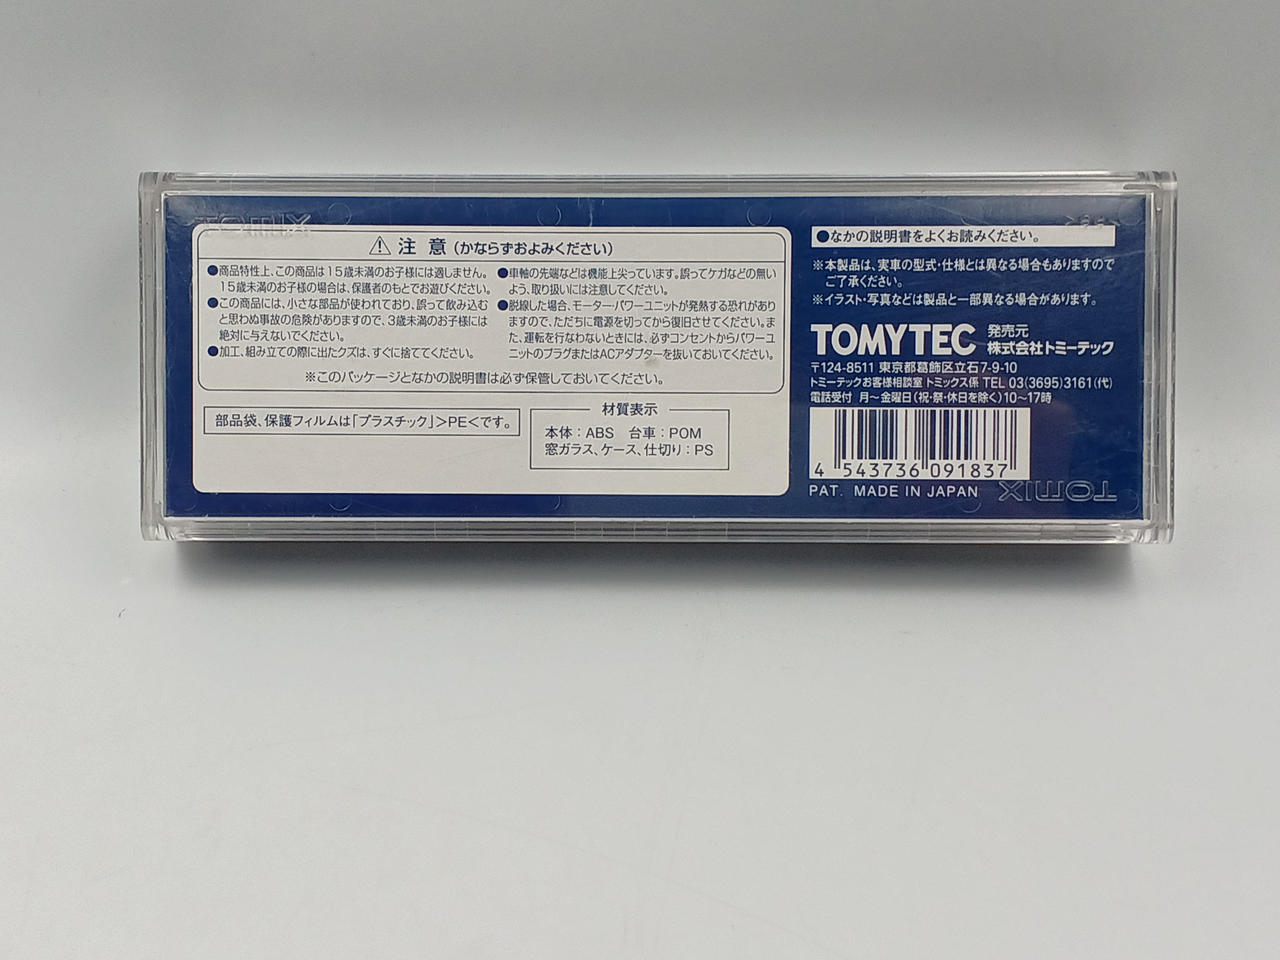 TOMIX
⚠ 注 意 (かならずおよみください)
●商品特性上、この商品は15歳未満のお子様には適しません。
15歳未満のお子様の場合は、保護者のもとでお遊びください。
●この商品には、小さな部品が使われており、誤って飲み込む
と思わぬ事故の危険がありますので、3歳未満のお子様には
絶対に与えないでください。
●加工、組み立ての際に出たクズは、すぐに捨ててください。
●車軸の先端などは機能上尖っています。誤ってケガなどの無い
よう、取り扱いには注意してください。
●脱線した場合、モーター・パワーユニットが発熱する恐れがあり
ますので、ただちに電源を切ってから復旧させてください。ま
た、運転を行なわないときには、必ずコンセントからパワーユ
ニットのプラグまたはACアダプターを抜いておいてください。
※このパッケージとなかの説明書は必ず保管しておいてください。
部品袋、保護フィルムは「プラスチック」>PE<です。
材質表示
本体:ABS 台車:POM
窓ガラス、ケース、仕切り:PS
●なかの説明書をよくお読みください。
※本製品は、実車の型式・仕様とは異なる場合もありますので
ご了承ください。
※イラスト・写真などは製品と一部異なる場合があります。
TOMYTEC 発売元
株式会社トミーテック
〒124-8511 東京都葛飾区立石7-9-10
トミーテックお客様相談室 トミックス係 TEL 03(3695)3161(代)
電話受付 月～金曜日(祝・祭・休日を除く)10～17時
4 543736 091837
PAT. MADE IN JAPAN
TOMIX